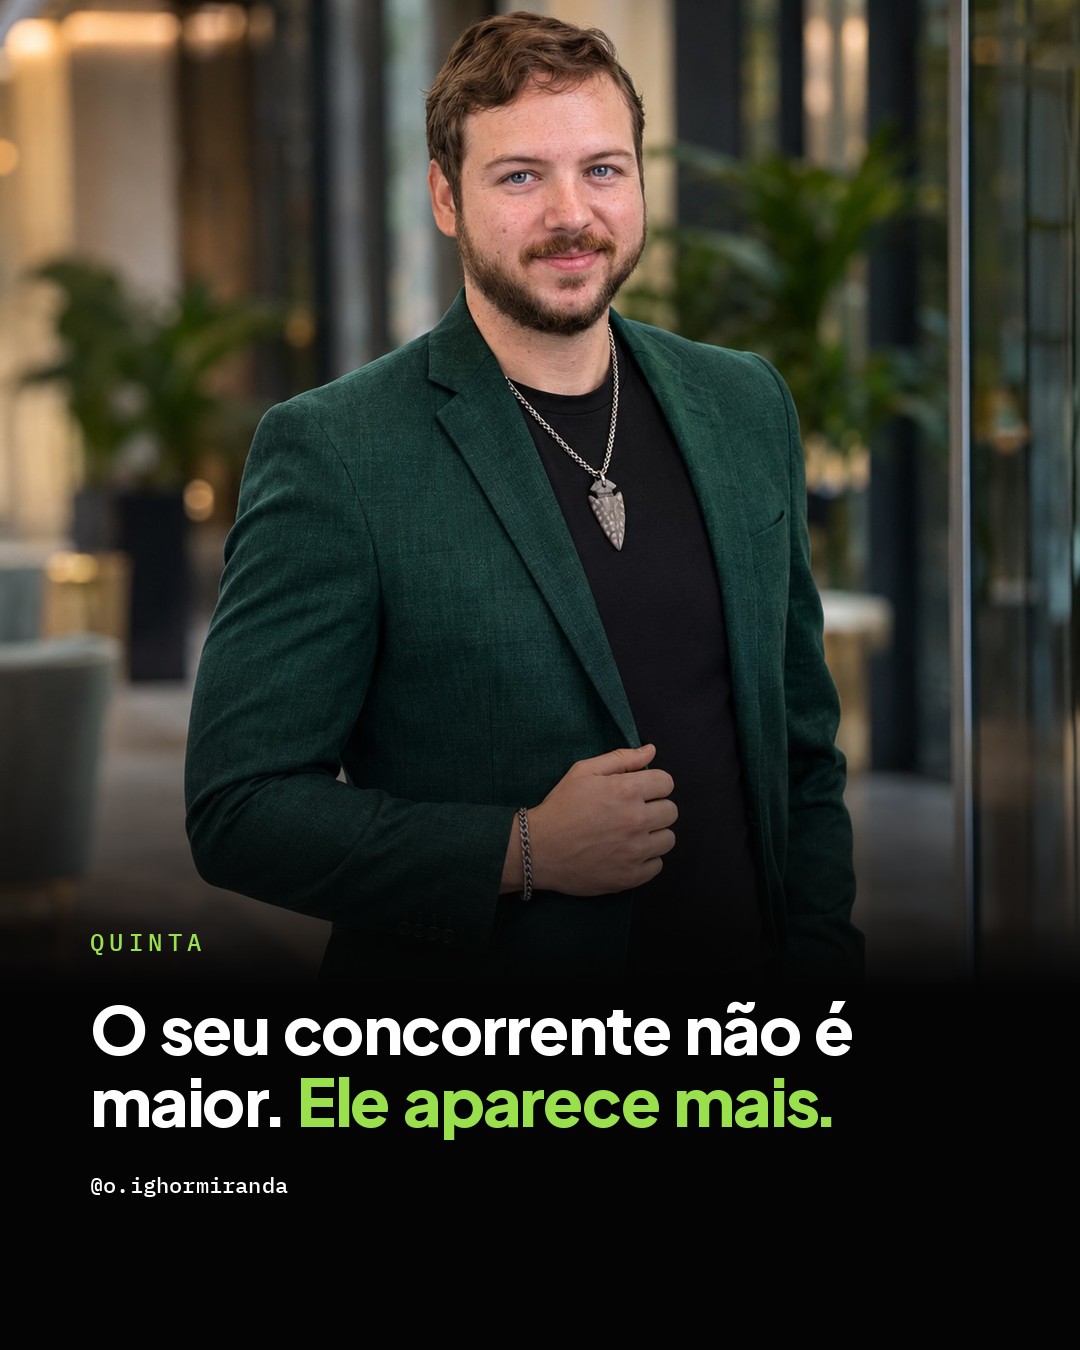 QUINTA
O seu concorrente não é
maior. Ele aparece mais.
@o.ighormiranda